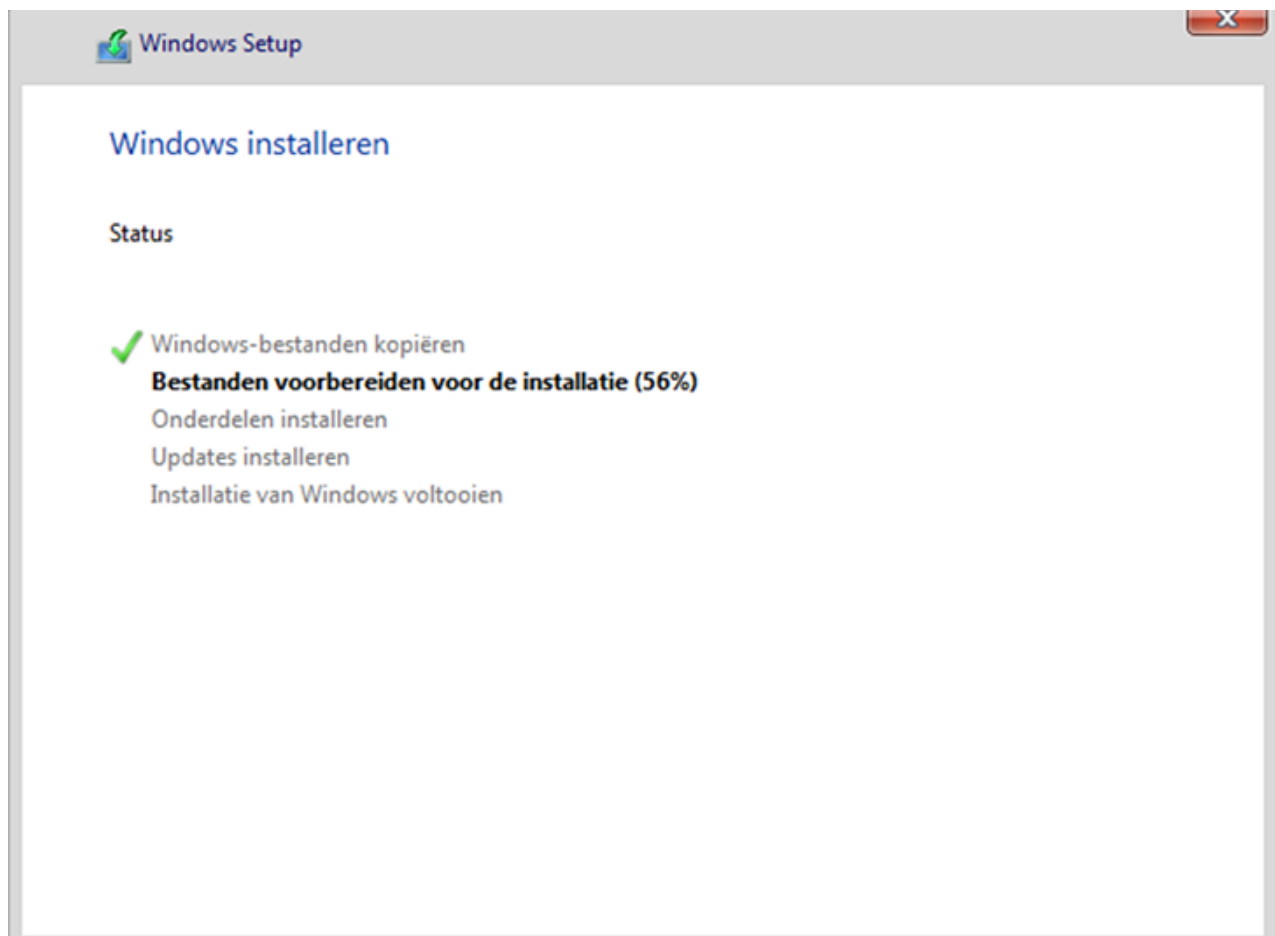 Windows Setup
Windows installeren
Status
Windows-bestanden kopiëren
Bestanden voorbereiden voor de installatie (56%)
Onderdelen installeren
Updates installeren
Installatie van Windows voltooien